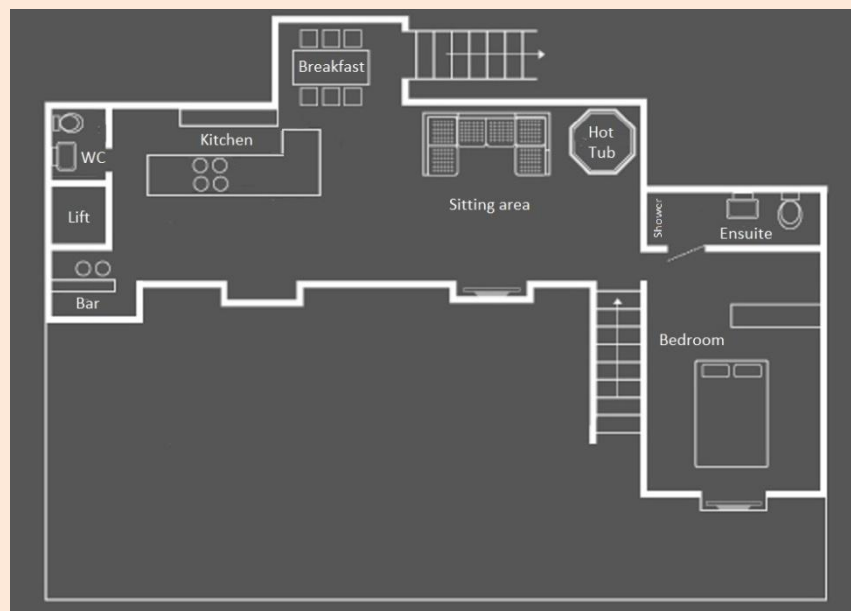 Breakfast
Kitchen
WC
Hot
Tub
Lift
Sitting area
Shower
Ensuite
Bar
Bedroom